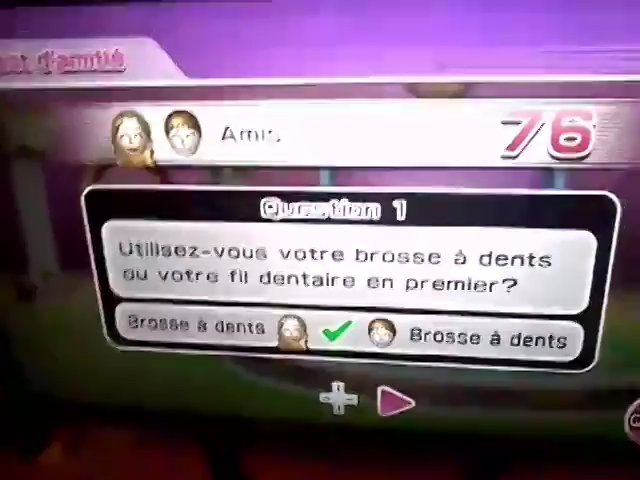 d'amitié
Amis
76
Question 1
Utilisez-vous votre brosse à dents
ou votre fil dentaire en premier?
Brosse à dents
Brosse à dents